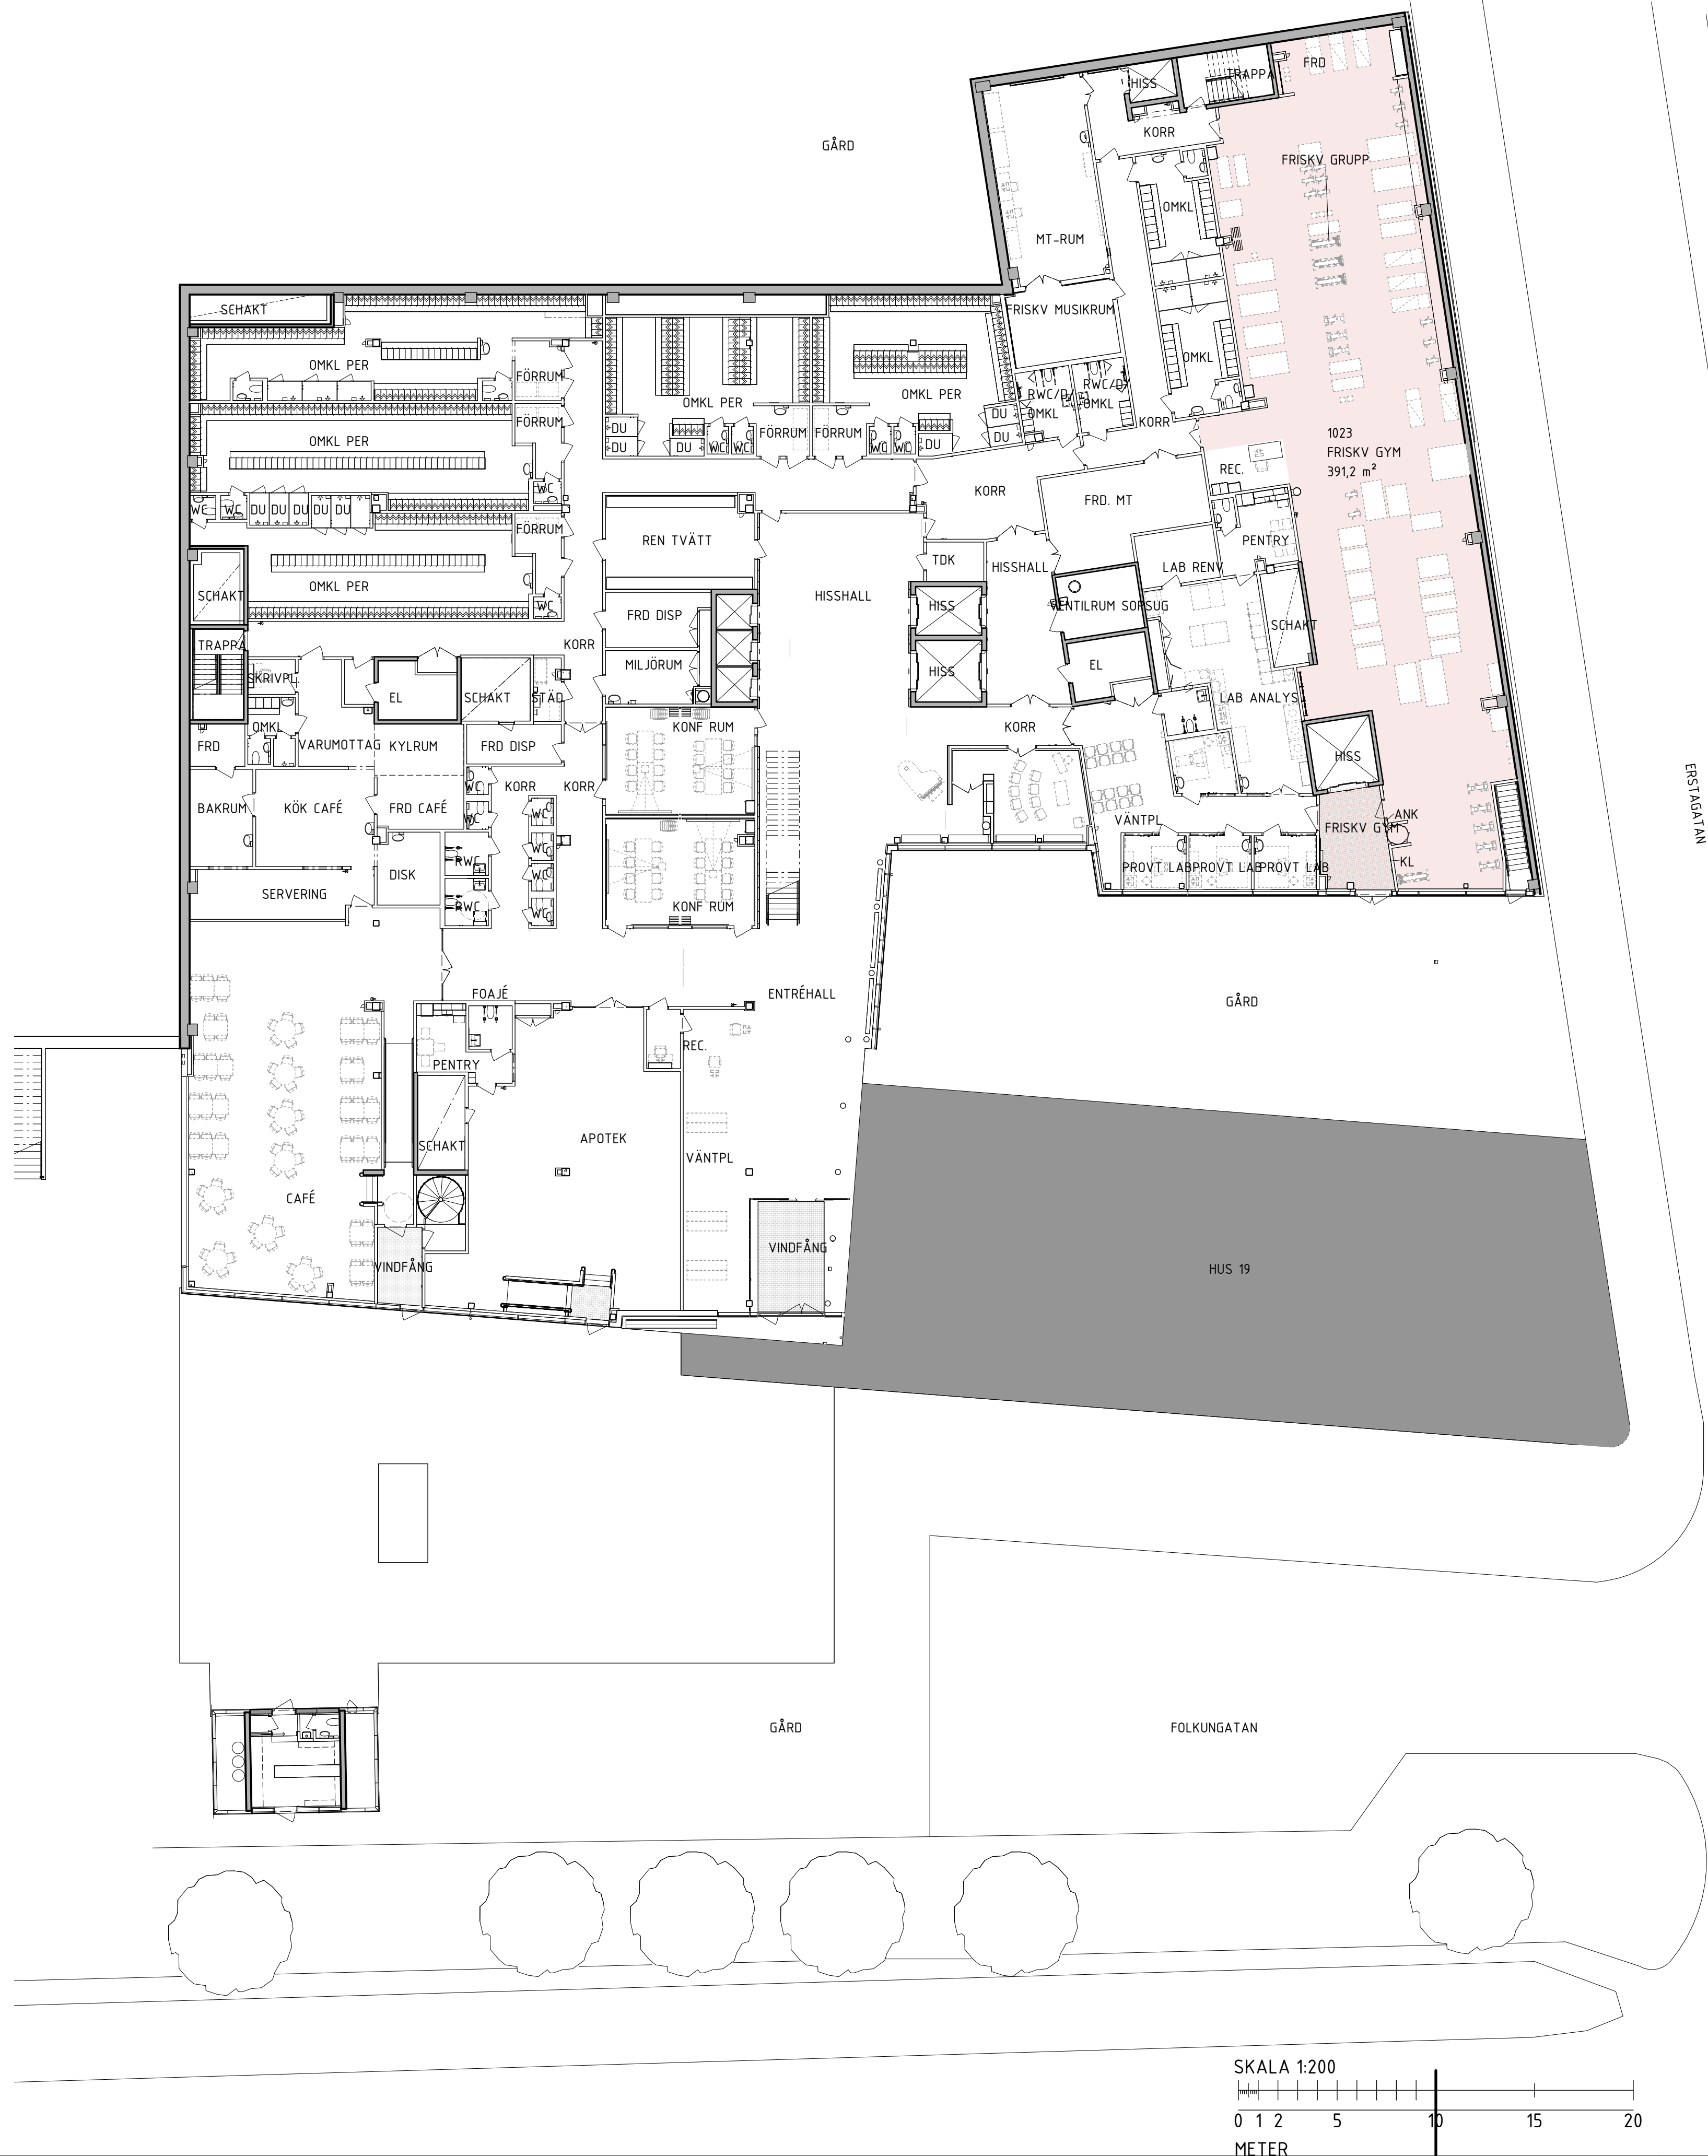 FRD
TRAPPA
HISS
KORR
GÅRD
FRISKV GRUPP
OMKL
MT-RUM
SCHAKT
FRISKV MUSIKRUM
OMKL PER
FÖRRUM
OMKL
RWC/D/
OMKL
RWC/D/
OMKL
OMKL PER
OMKL PER
DU
DU
DU
DU
DU
DU
WC
WC
FÖRRUM
FÖRRUM
WC
WC
KORR
FÖRRUM
OMKL PER
1023
FRISKV GYM
391,2 m²
REC.
WC
KORR
FRD. MT
WC
WC
DU
DU
DU
DU
DU
FÖRRUM
REN TVÄTT
PENTRY
TDK
HISSHALL
LAB RENV
OMKL PER
SCHAKT
HISSHALL
HISS
VENTILRUM SOPSUG
WC
FRD DISP
SCHAKT
TRAPPA
KORR
MILJÖRUM
HISS
EL
SKRIVPL.
EL
SCHAKT
STÄD
LAB ANALYS
OMKL
KONF RUM
KORR
FRD
VARUMOTTAG
KYLRUM
FRD DISP
HISS
WC
KORR
KORR
BAKRUM
KÖK CAFÉ
FRD CAFÉ
WC
WC
VÄNTPL
ANK
FRISKV GYM
WC
RWC
KL
PROVT LAB
PROVT LAB
PROVT LAB
DISK
WC
SERVERING
RWC
WC
KONF RUM
ERSTAGATAN
FOAJÉ
ENTRÉHALL
GÅRD
REC.
PENTRY
SCHAKT
APOTEK
VÄNTPL
CAFÉ
VINDFÅNG
VINDFÅNG
HUS 19
GÅRD
FOLKUNGATAN
SKALA 1:200
0 1 2 5 10 15 20
METER